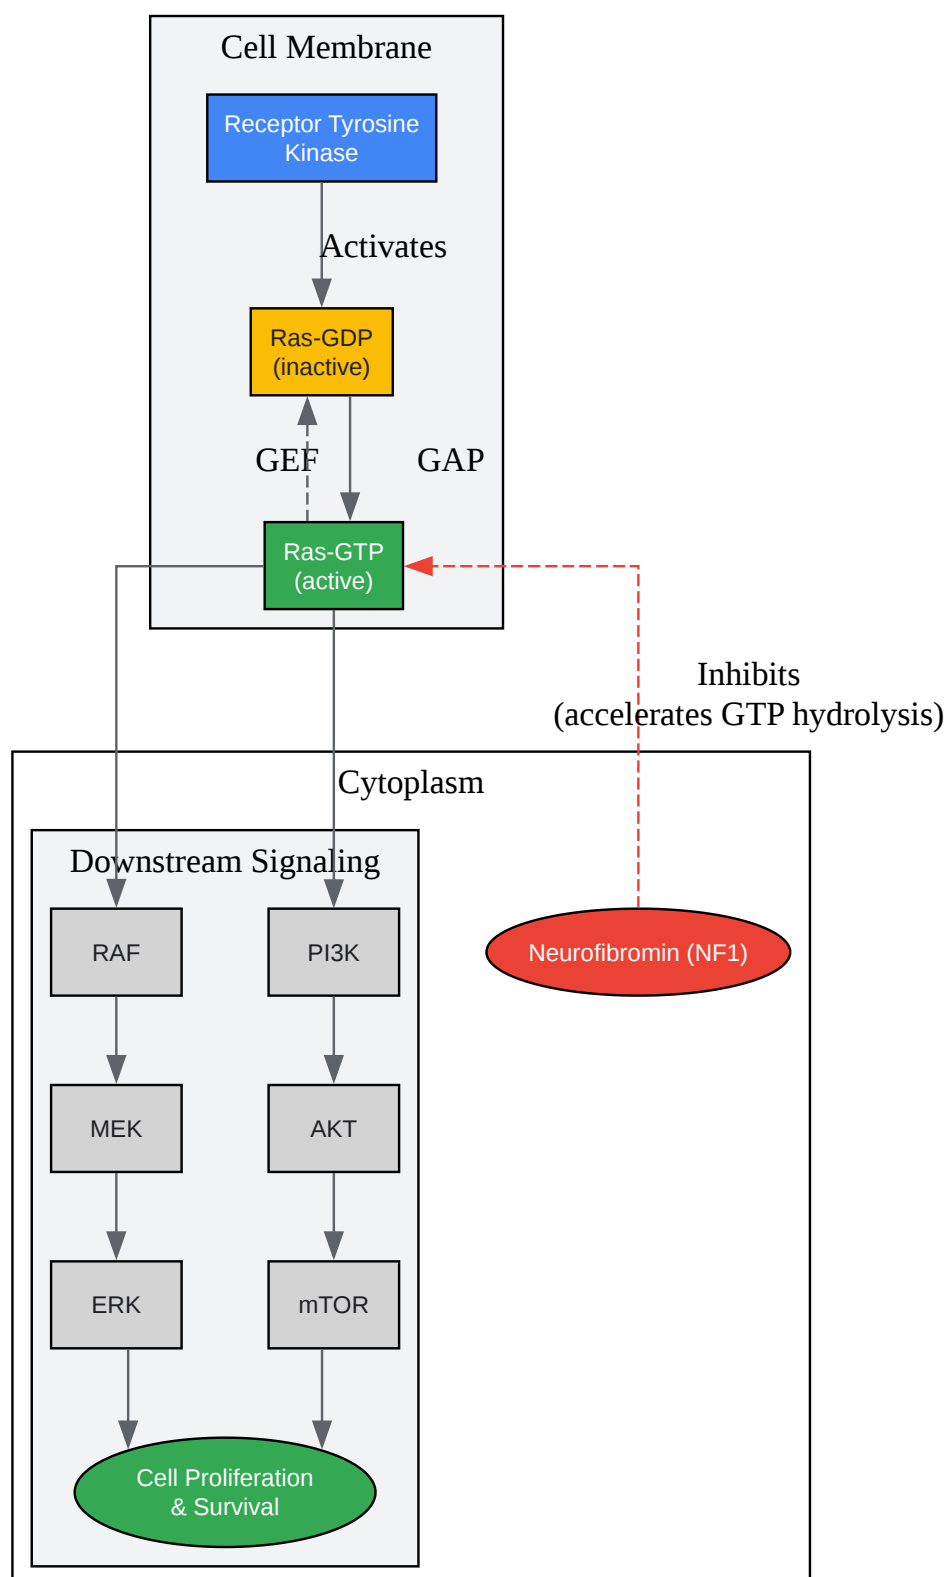 Cell Membrane
Receptor Tyrosine
Kinase
Activates
Ras-GDP
(inactive)
GEF
GAP
Ras-GTP
(active)
Inhibits
(accelerates GTP hydrolysis)
Cytoplasm
Downstream Signaling
RAF
PI3K
Neurofibromin (NF1)
MEK
AKT
ERK
mTOR
Cell Proliferation
& Survival